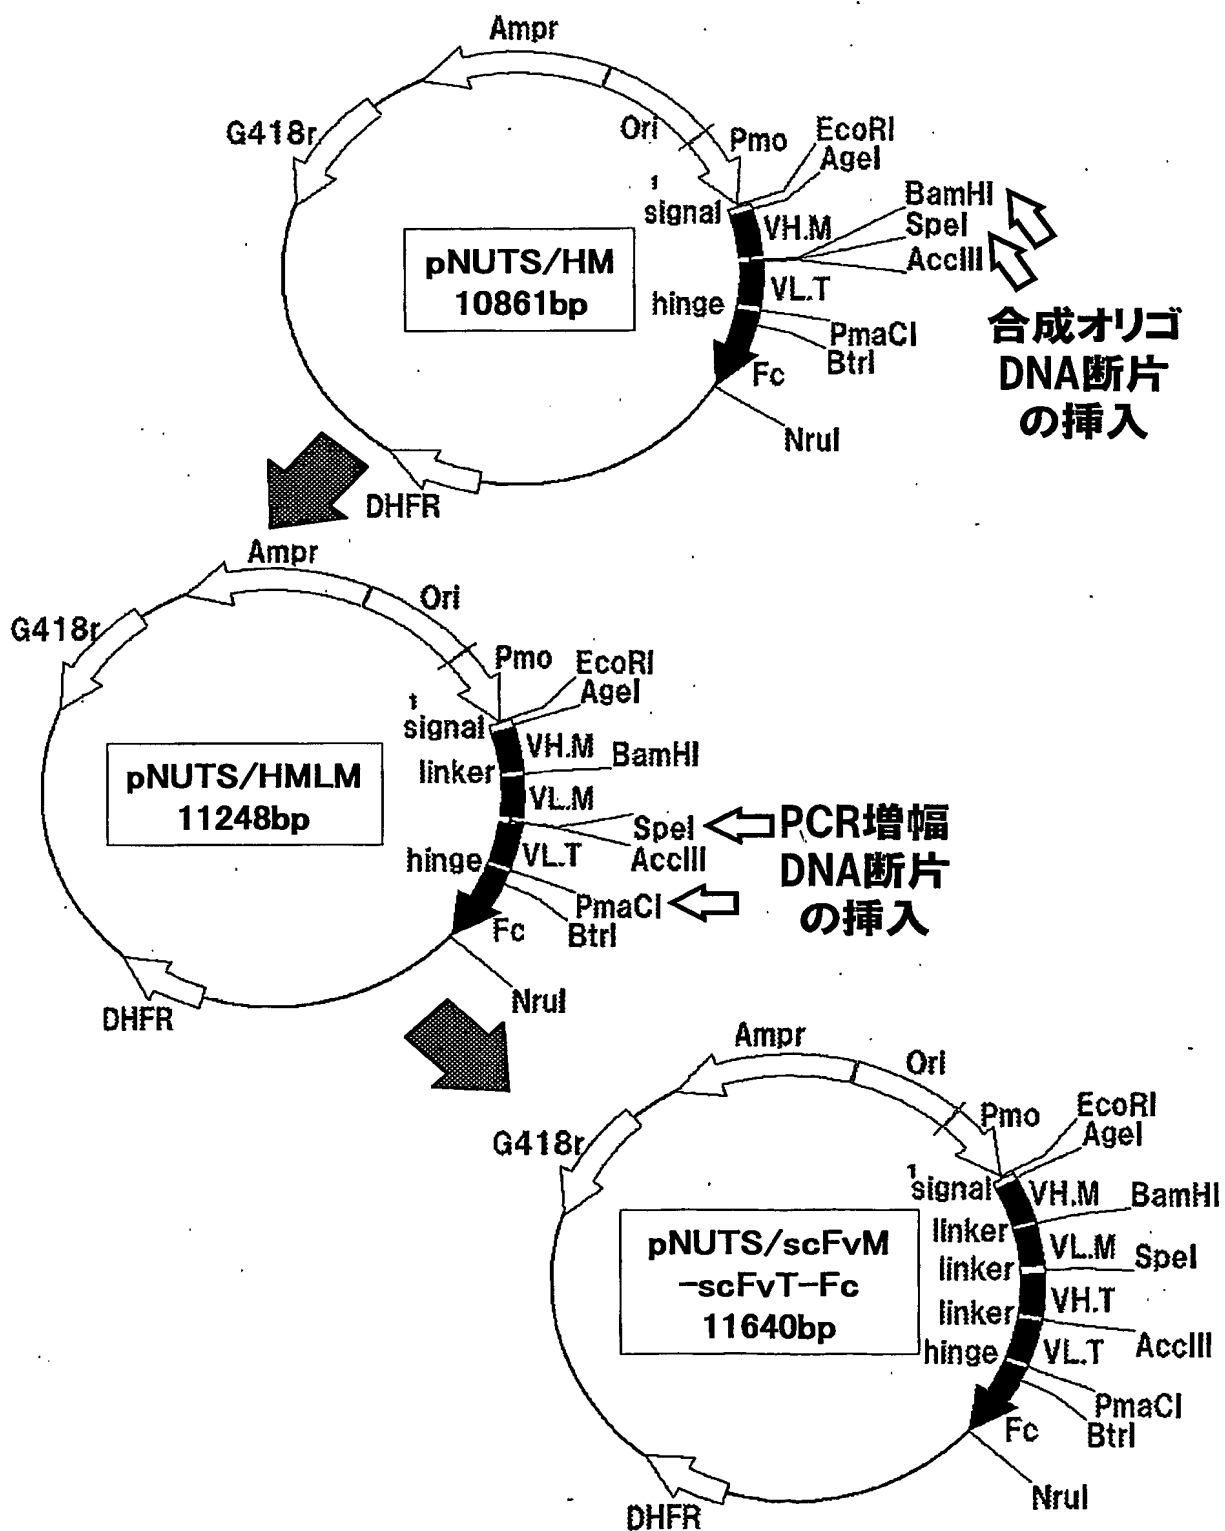 Ampr
G418r
Ori
Pmo
EcoRI
AgeI
1
signal
VH.M
BamHI
SpeI
AccIII
pNUTS/HM
10861bp
VL.T
hinge
PmaCI
BtrI
Fc
NruI
DHFR
合成オリゴ
DNA断片
の挿入
Ampr
G418r
Ori
Pmo
EcoRI
AgeI
1
signal
VH.M
BamHI
linker
pNUTS/HMLM
11248bp
VL.M
SpeI
AccIII
VL.T
hinge
PmaCI
BtrI
Fc
NruI
DHFR
PCR増幅
DNA断片
の挿入
Ampr
G418r
Ori
Pmo
EcoRI
AgeI
1
signal
VH.M
BamHI
linker
VL.M
SpeI
linker
pNUTS/scFvM
-scFvT-Fc
11640bp
VH.T
linker
AccIII
VL.T
hinge
PmaCI
BtrI
Fc
NruI
DHFR